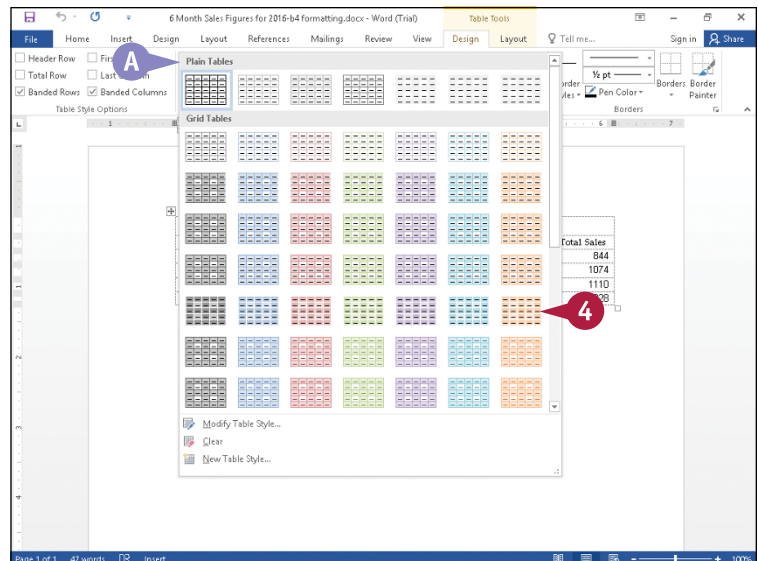 6 Month Sales Figures for 2016-b4 formatting.docx - Word (Trial)
Table Tools
File Home Insert Design Layout References Mailings Review View Design Layout Tell me... Sign in Share
Header Row
Total Row
Banded Rows Banded Columns
Table Style Options
A
½ pt
Pen Color
Borders
Border
Painter
Borders
Plain Tables
Grid Tables
1 6 7
Total Sales
844
1074
1110
4
Modify Table Style...
Clear
New Table Style...
Page 1 of 1 47 words Insert 100%